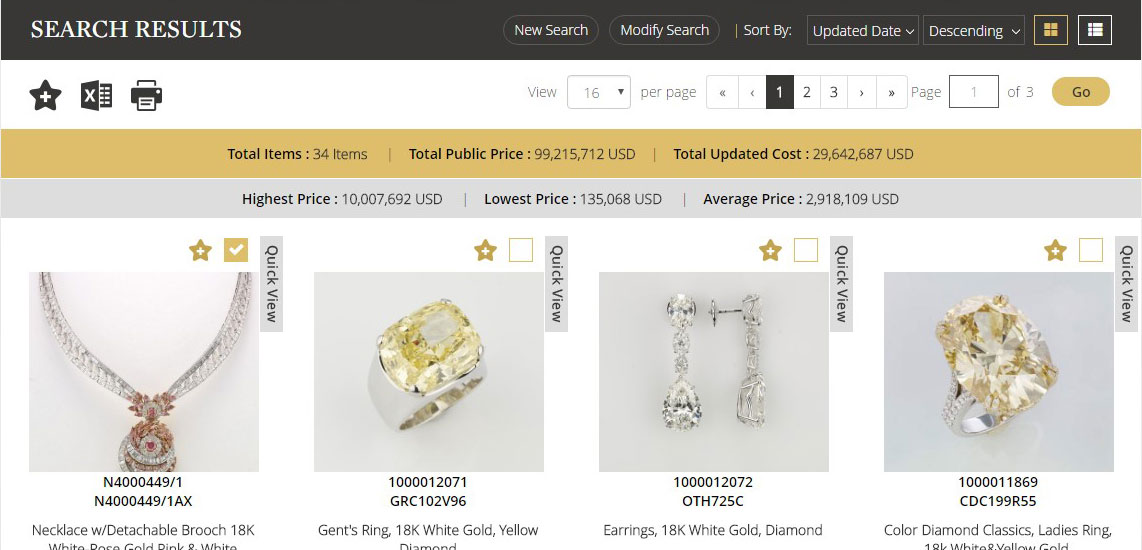 SEARCH RESULTS New Search Modify Search | Sort By: Updated Date Descending
View 16 per page « ‹ 1 2 3 › » Page 1 of 3 Go
Total Items : 34 Items | Total Public Price : 99,215,712 USD | Total Updated Cost : 29,642,687 USD
Highest Price : 10,007,692 USD | Lowest Price : 135,068 USD | Average Price : 2,918,109 USD
Quick View Quick View Quick View Quick View
N4000449/1 1000012071 1000012072 1000011869
N4000449/1AX GRC102V96 OTH725C CDC199R55
Necklace w/Detachable Brooch 18K Gent's Ring, 18K White Gold, Yellow Earrings, 18K White Gold, Diamond Color Diamond Classics, Ladies Ring,
White-Rose Gold Pink & White Diamond 18k White&Yellow Gold